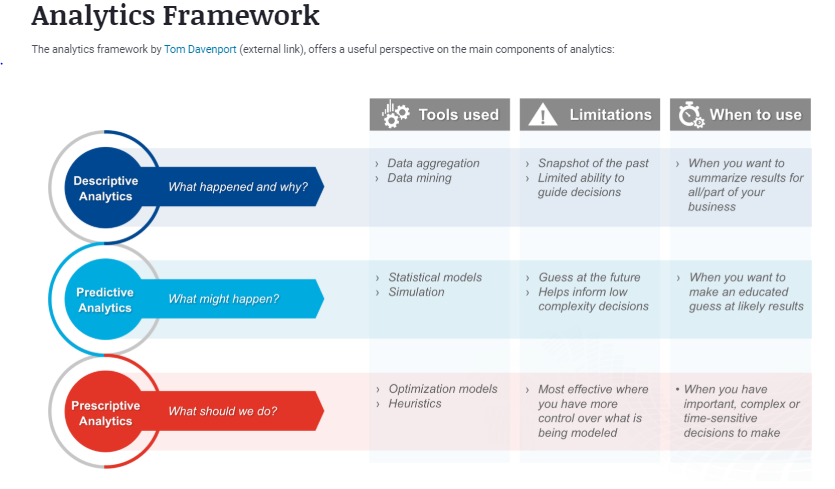 Analytics Framework
The analytics framework by Tom Davenport (external link), offers a useful perspective on the main components of analytics:
Tools used
Limitations
When to use
Descriptive
Analytics
What happened and why?
› Data aggregation
› Data mining
› Snapshot of the past
› Limited ability to
guide decisions
› When you want to
summarize results for
all/part of your
business
Predictive
Analytics
What might happen?
› Statistical models
› Simulation
› Guess at the future
› Helps inform low
complexity decisions
› When you want to
make an educated
guess at likely results
Prescriptive
Analytics
What should we do?
› Optimization models
› Heuristics
› Most effective where
you have more
control over what is
being modeled
• When you have
important, complex or
time-sensitive
decisions to make